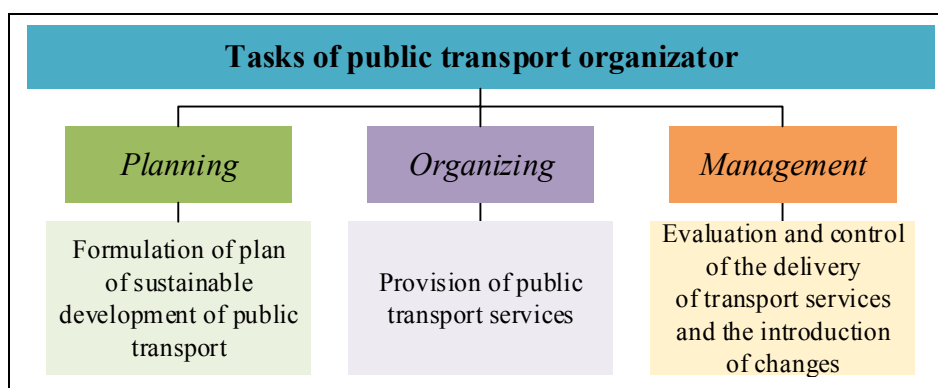 Tasks of public transport organizator
Planning
Organizing
Management
Formulation of plan
of sustainable
development of public
transport
Provision of public
transport services
Evaluation and control
of the delivery
of transport services
and the introduction
of changes